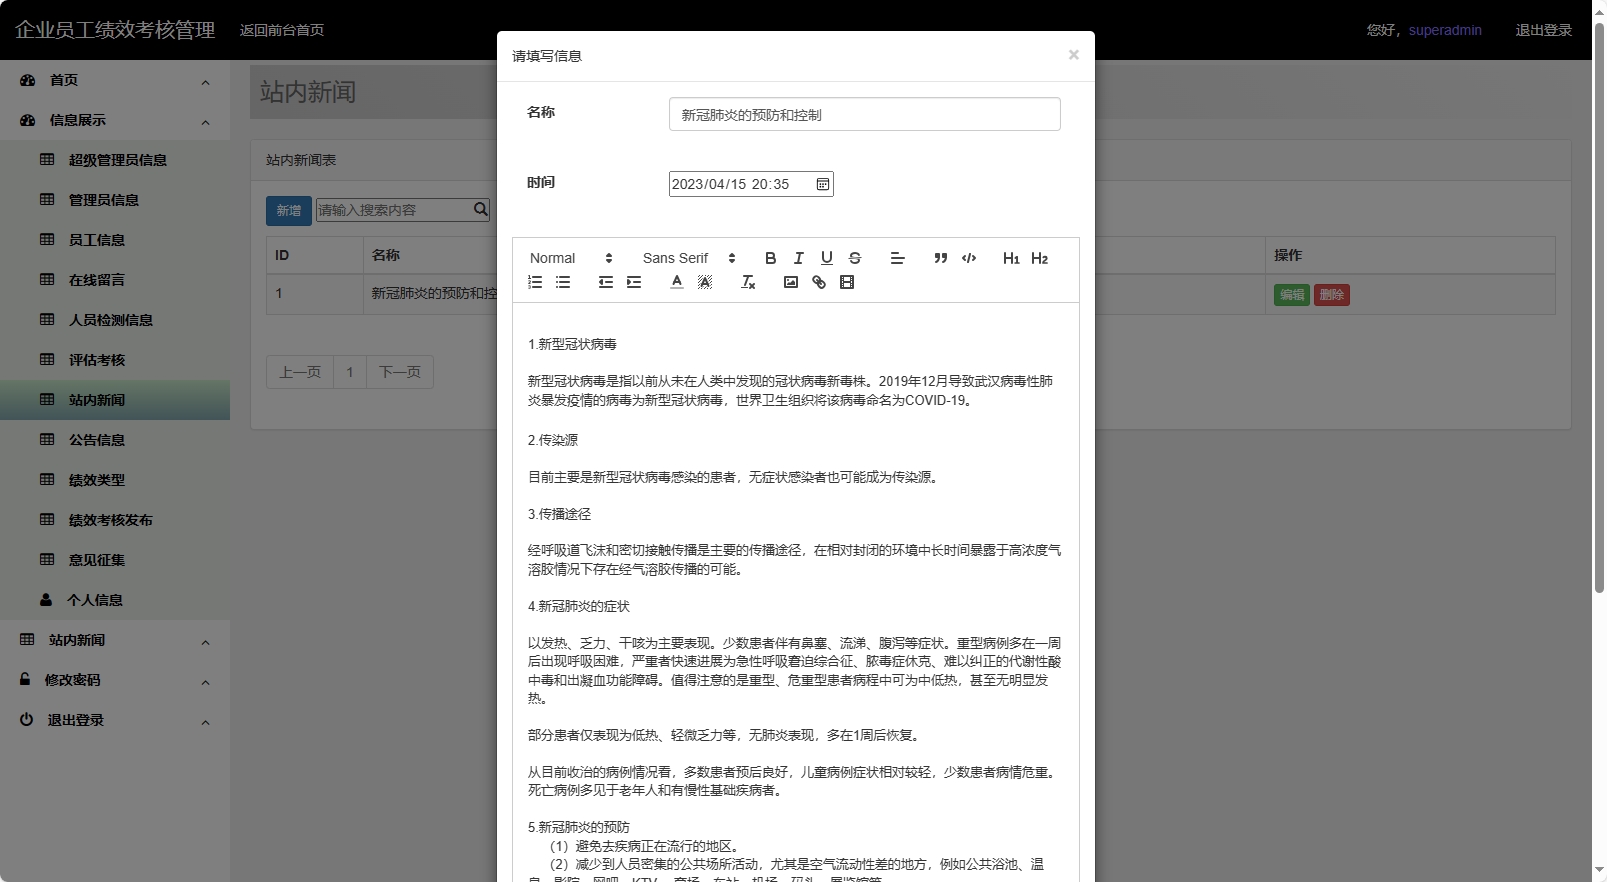 企业员工绩效考核管理
返回前台首页
您好，superadmin
退出登录
首页
信息展示
超级管理员信息
管理员信息
员工信息
在线留言
人员检测信息
评估考核
站内新闻
公告信息
绩效类型
绩效考核发布
意见征集
个人信息
站内新闻
修改密码
退出登录
站内新闻
站内新闻表
新增
请输入搜索内容
ID 名称 操作
1 新冠肺炎的预防和控 编辑 删除
上一页 1 下一页
请填写信息
×
名称
新冠肺炎的预防和控制
时间
2023/04/15 20:35
Normal Sans Serif B I U S H1 H2
1.新型冠状病毒
新型冠状病毒是指以前从未在人类中发现的冠状病毒新毒株。2019年12月导致武汉病毒性肺
炎暴发疫情的病毒为新型冠状病毒，世界卫生组织将该病毒命名为COVID-19。
2.传染源
目前主要是新型冠状病毒感染的患者，无症状感染者也可能成为传染源。
3.传播途径
经呼吸道飞沫和密切接触传播是主要的传播途径，在相对封闭的环境中长时间暴露于高浓度气
溶胶情况下存在经气溶胶传播的可能。
4.新冠肺炎的症状
以发热、乏力、干咳为主要表现。少数患者伴有鼻塞、流涕、腹泻等症状。重型病例多在一周
后出现呼吸困难，严重者快速进展为急性呼吸窘迫综合征、脓毒症休克、难以纠正的代谢性酸
中毒和出凝血功能障碍。值得注意的是重型、危重型患者病程中可为中低热，甚至无明显发
热。
部分患者仅表现为低热、轻微乏力等，无肺炎表现，多在1周后恢复。
从目前收治的病例情况看，多数患者预后良好，儿童病例症状相对较轻，少数患者病情危重。
死亡病例多见于老年人和有慢性基础疾病者。
5.新冠肺炎的预防
（1）避免去疾病正在流行的地区。
（2）减少到人员密集的公共场所活动，尤其是空气流动性差的地方，例如公共浴池、温